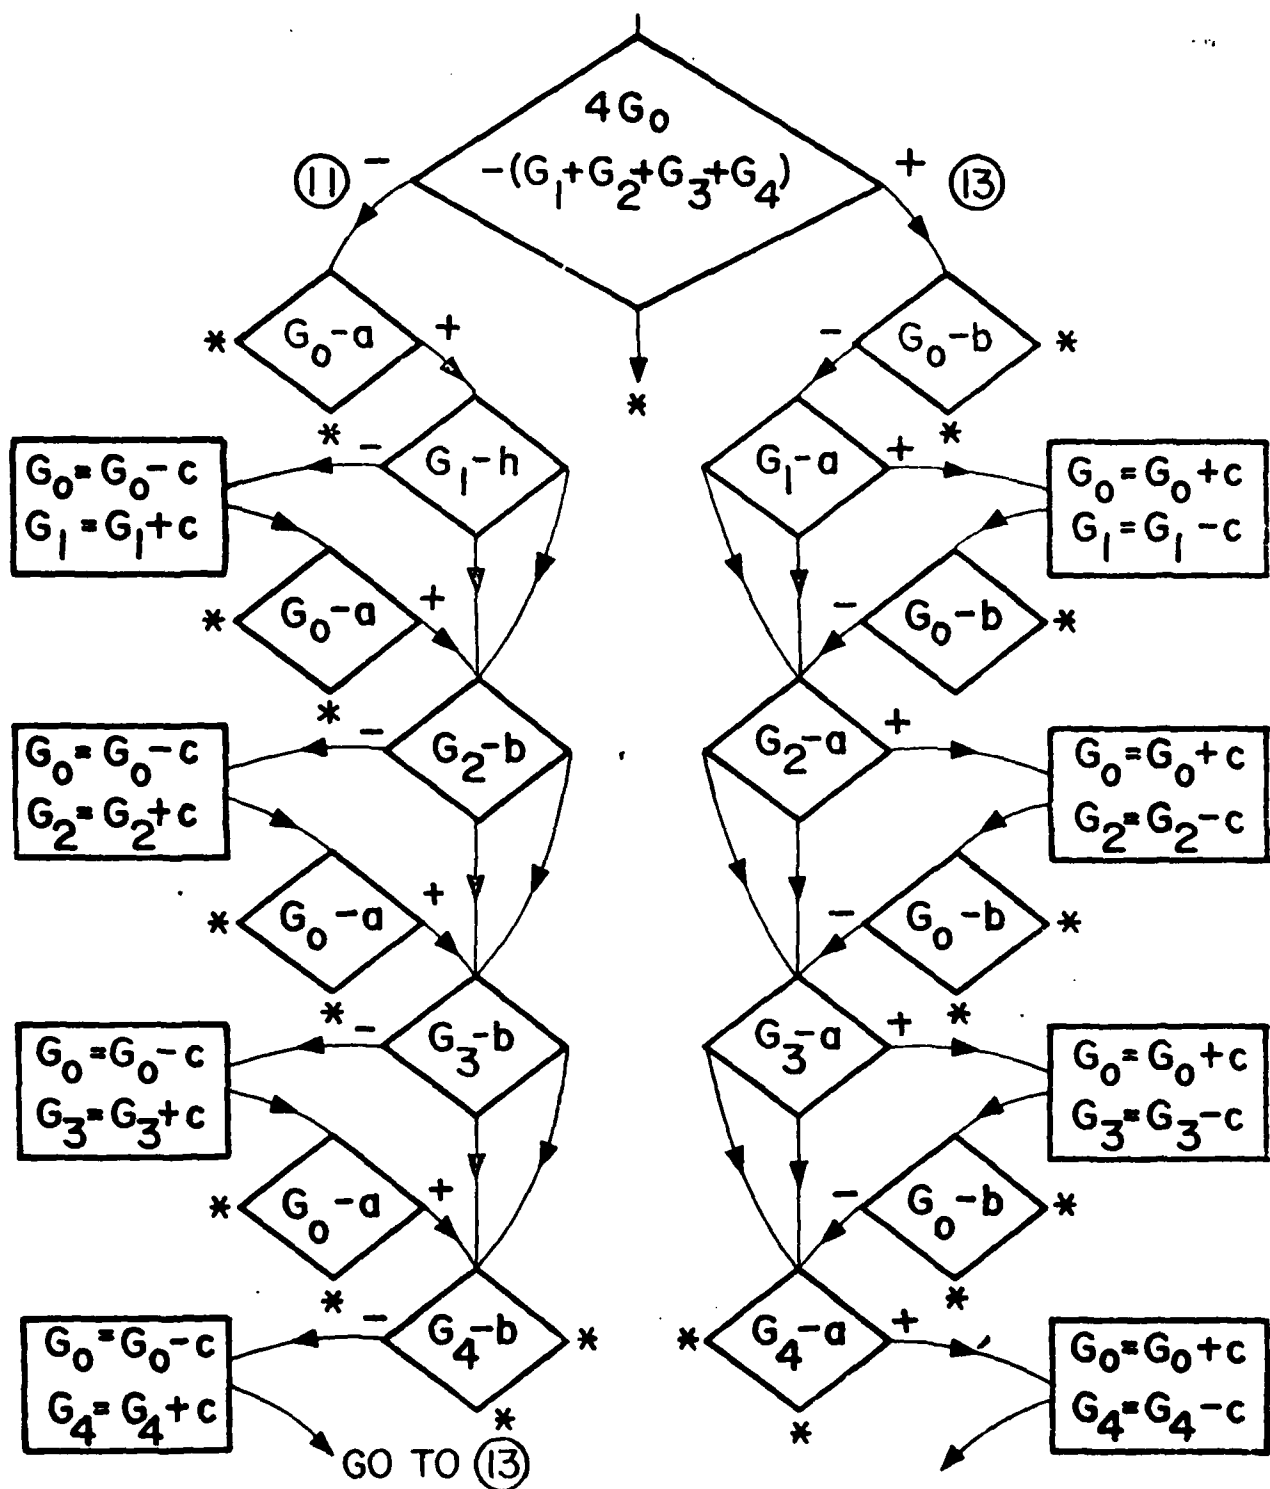 4G₀
-(G₁+G₂+G₃+G₄)
⑪ - + ⑬
* G₀-a + - G₀-b *
* * *
- G₁-h G₁-a +
G₀=G₀-c
G₁=G₁+c
G₀=G₀+c
G₁=G₁-c
* G₀-a + - G₀-b *
*
- G₂-b G₂-a +
G₀=G₀-c
G₂=G₂+c
G₀=G₀+c
G₂=G₂-c
* G₀-a + - G₀-b *
* *
- G₃-b G₃-a +
G₀=G₀-c
G₃=G₃+c
G₀=G₀+c
G₃=G₃-c
* G₀-a + - G₀-b *
* *
- G₄-b * * G₄-a +
G₀=G₀-c
G₄=G₄+c
G₀=G₀+c
G₄=G₄-c
* *
GO TO ⑬